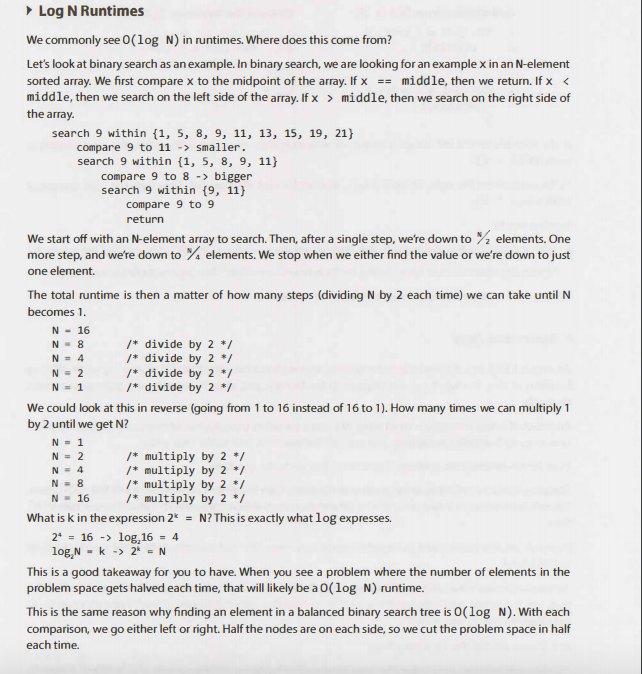 ▶ Log N Runtimes
We commonly see O(log N) in runtimes. Where does this come from?
Let's look at binary search as an example. In binary search, we are looking for an example x in an N-element
sorted array. We first compare x to the midpoint of the array. If x == middle, then we return. If x <
middle, then we search on the left side of the array. If x > middle, then we search on the right side of
the array.
search 9 within {1, 5, 8, 9, 11, 13, 15, 19, 21}
compare 9 to 11 -> smaller.
search 9 within {1, 5, 8, 9, 11}
compare 9 to 8 -> bigger
search 9 within {9, 11}
compare 9 to 9
return
We start off with an N-element array to search. Then, after a single step, we're down to N/2 elements. One
more step, and we're down to N/4 elements. We stop when we either find the value or we're down to just
one element.
The total runtime is then a matter of how many steps (dividing N by 2 each time) we can take until N
becomes 1.
N = 16
N = 8 /* divide by 2 */
N = 4 /* divide by 2 */
N = 2 /* divide by 2 */
N = 1 /* divide by 2 */
We could look at this in reverse (going from 1 to 16 instead of 16 to 1). How many times we can multiply 1
by 2 until we get N?
N = 1
N = 2 /* multiply by 2 */
N = 4 /* multiply by 2 */
N = 8 /* multiply by 2 */
N = 16 /* multiply by 2 */
What is k in the expression 2ᵏ = N? This is exactly what log expresses.
2⁴ = 16 -> log₂16 = 4
log₂N = k -> 2ᵏ = N
This is a good takeaway for you to have. When you see a problem where the number of elements in the
problem space gets halved each time, that will likely be a O(log N) runtime.
This is the same reason why finding an element in a balanced binary search tree is O(log N). With each
comparison, we go either left or right. Half the nodes are on each side, so we cut the problem space in half
each time.